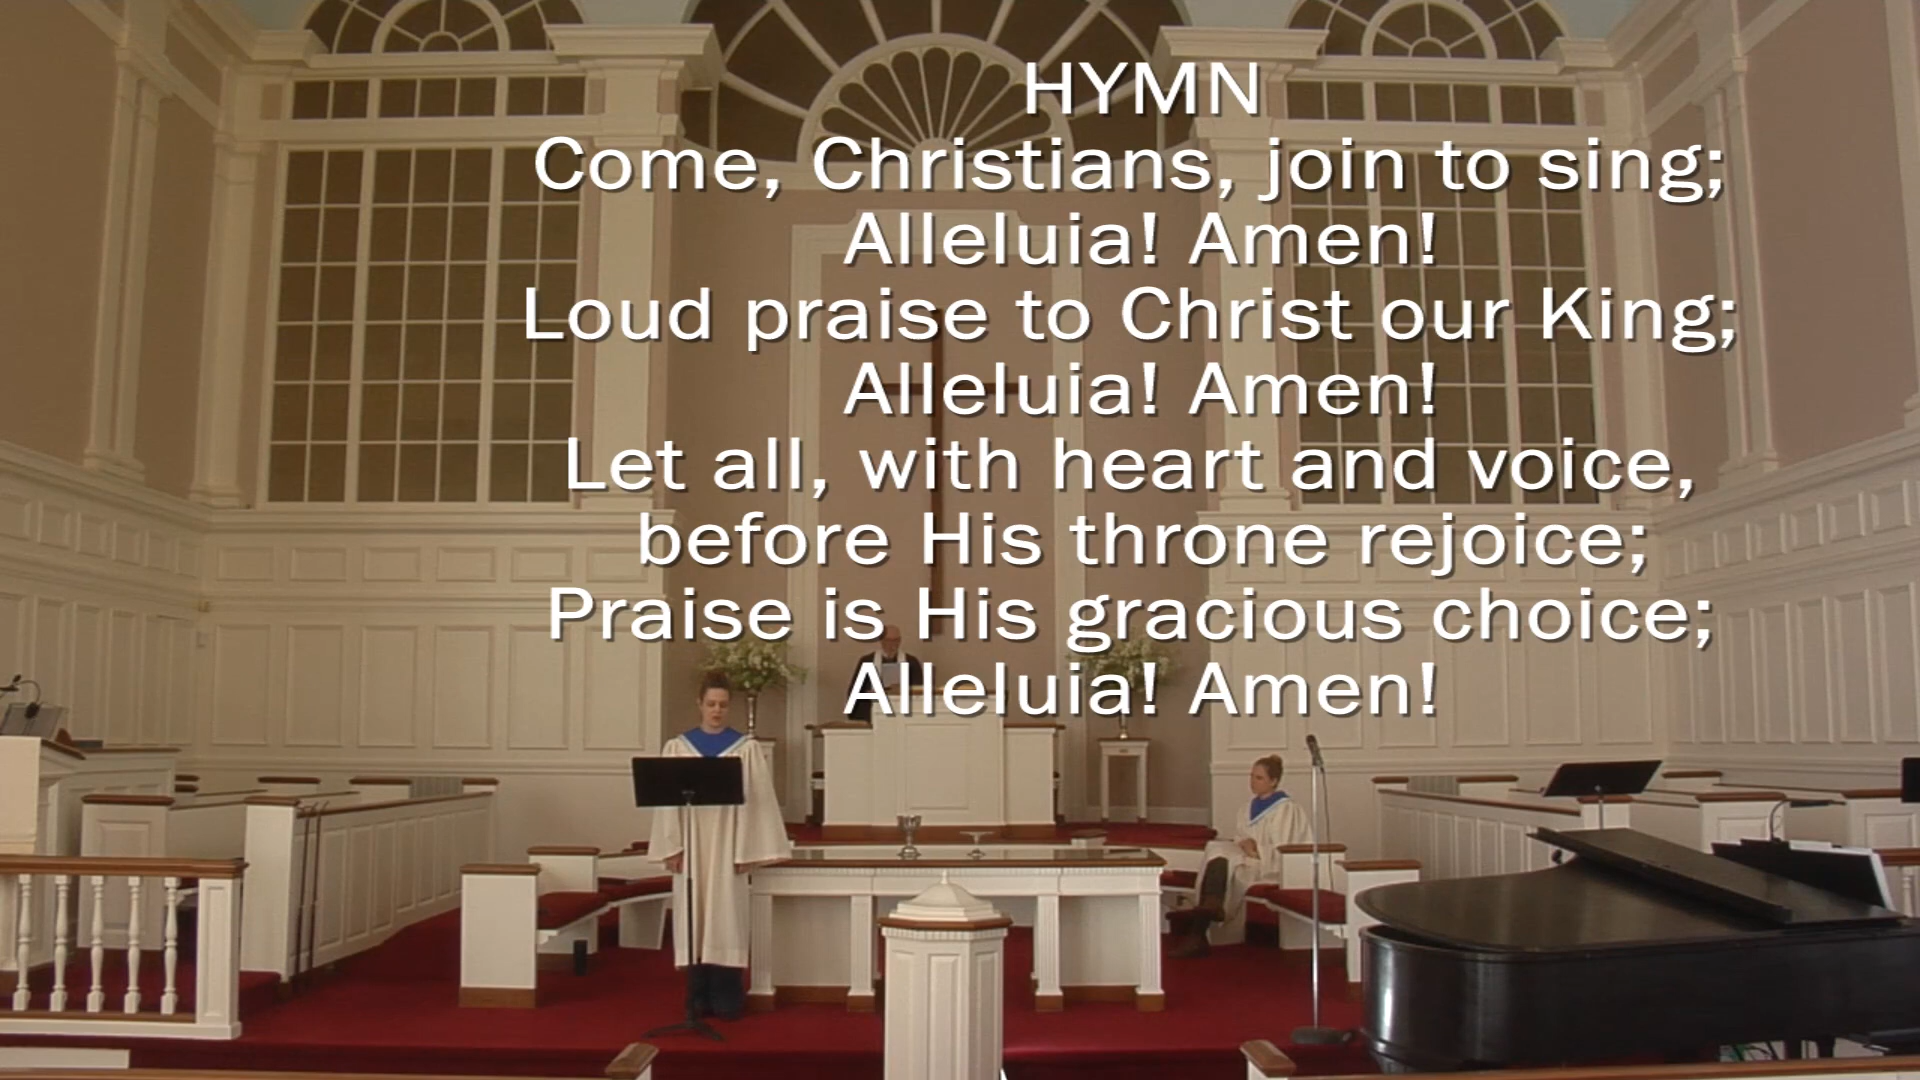 HYMN
Come, Christians, join to sing;
Alleluia! Amen!
Loud praise to Christ our King;
Alleluia! Amen!
Let all, with heart and voice,
before His throne rejoice;
Praise is His gracious choice;
Alleluia! Amen!